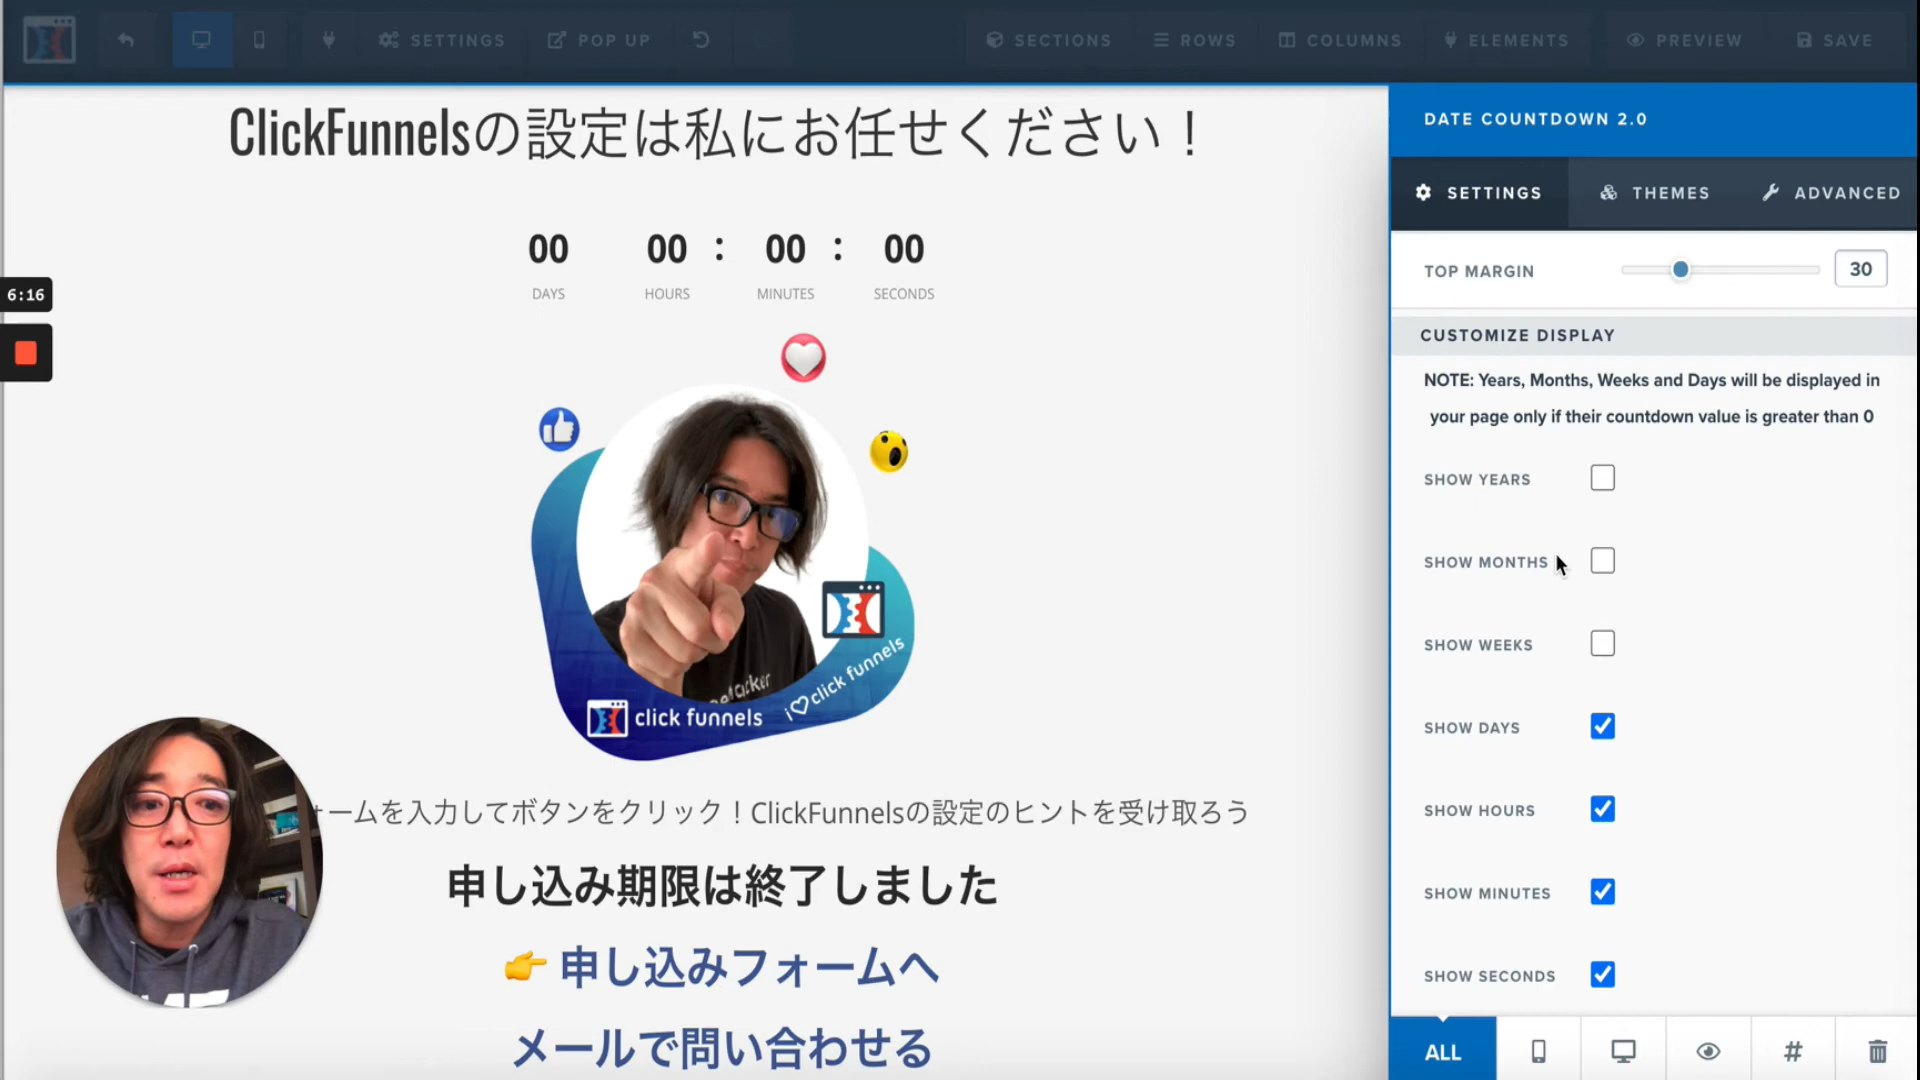 SETTINGS
POP UP
SECTIONS
ROWS
COLUMNS
ELEMENTS
PREVIEW
SAVE
ClickFunnelsの設定は私にお任せください！
00 00 : 00 : 00
DAYS HOURS MINUTES SECONDS
6:16
click funnels
i♡click funnels
ームを入力してボタンをクリック！ClickFunnelsの設定のヒントを受け取ろう
申し込み期限は終了しました
👉 申し込みフォームへ
メールで問い合わせる
DATE COUNTDOWN 2.0
SETTINGS
THEMES
ADVANCED
TOP MARGIN
30
CUSTOMIZE DISPLAY
NOTE: Years, Months, Weeks and Days will be displayed in
your page only if their countdown value is greater than 0
SHOW YEARS
SHOW MONTHS
SHOW WEEKS
SHOW DAYS
SHOW HOURS
SHOW MINUTES
SHOW SECONDS
ALL
#